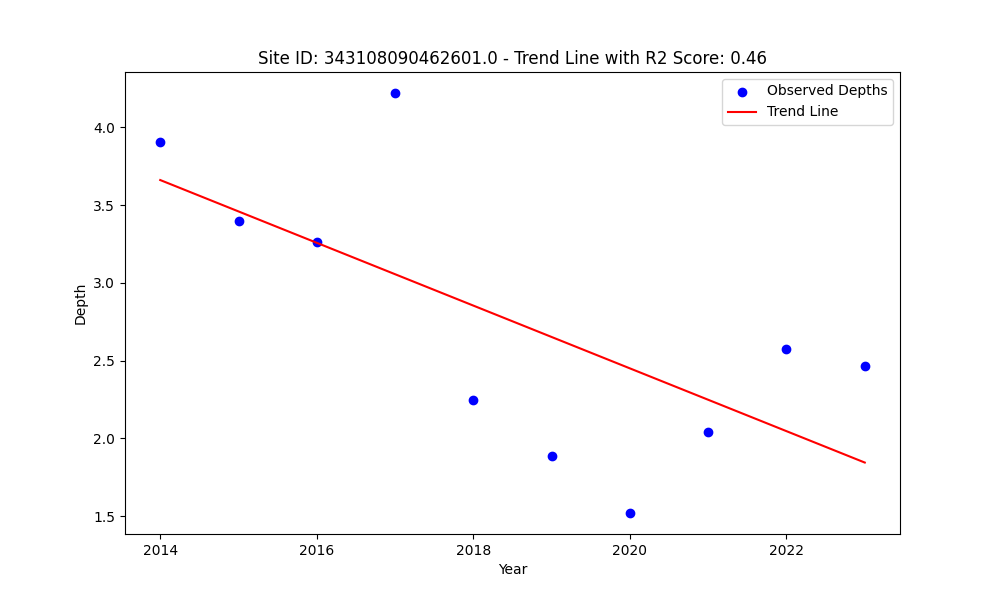 Site ID: 343108090462601.0 - Trend Line with R2 Score: 0.46
Observed Depths
Trend Line
Depth
4.0
3.5
3.0
2.5
2.0
1.5
2014
2016
2018
2020
2022
Year